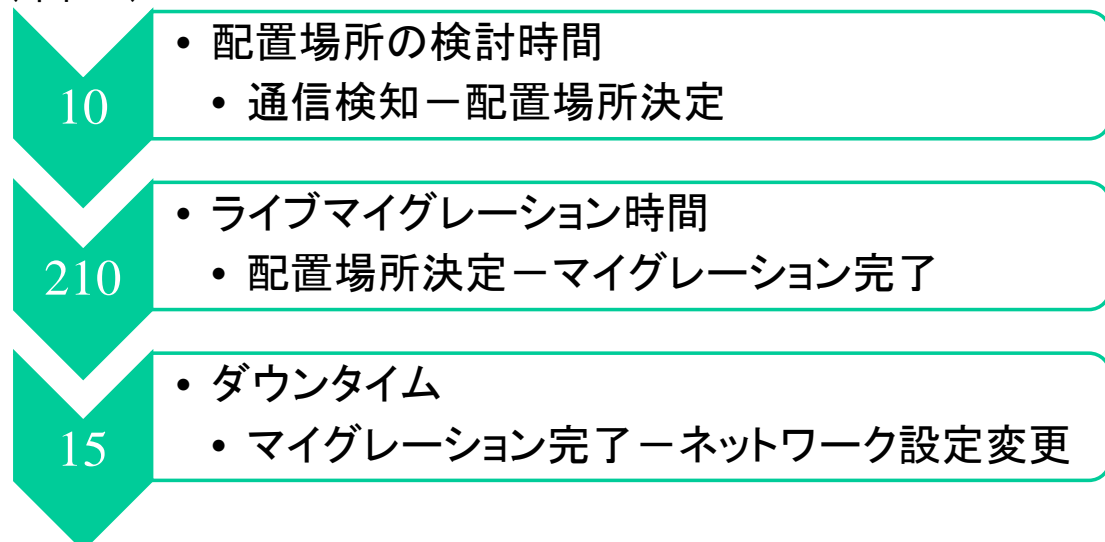 10
• 配置場所の検討時間
• 通信検知－配置場所決定
210
• ライブマイグレーション時間
• 配置場所決定－マイグレーション完了
15
• ダウンタイム
• マイグレーション完了－ネットワーク設定変更